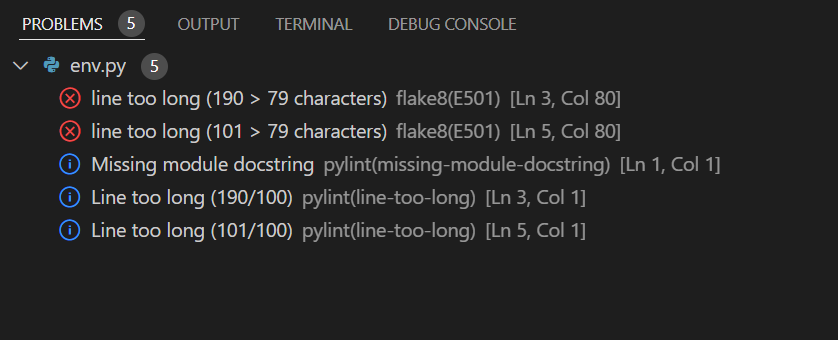 PROBLEMS 5 OUTPUT TERMINAL DEBUG CONSOLE
env.py 5
line too long (190 > 79 characters) flake8(E501) [Ln 3, Col 80]
line too long (101 > 79 characters) flake8(E501) [Ln 5, Col 80]
Missing module docstring pylint(missing-module-docstring) [Ln 1, Col 1]
Line too long (190/100) pylint(line-too-long) [Ln 3, Col 1]
Line too long (101/100) pylint(line-too-long) [Ln 5, Col 1]